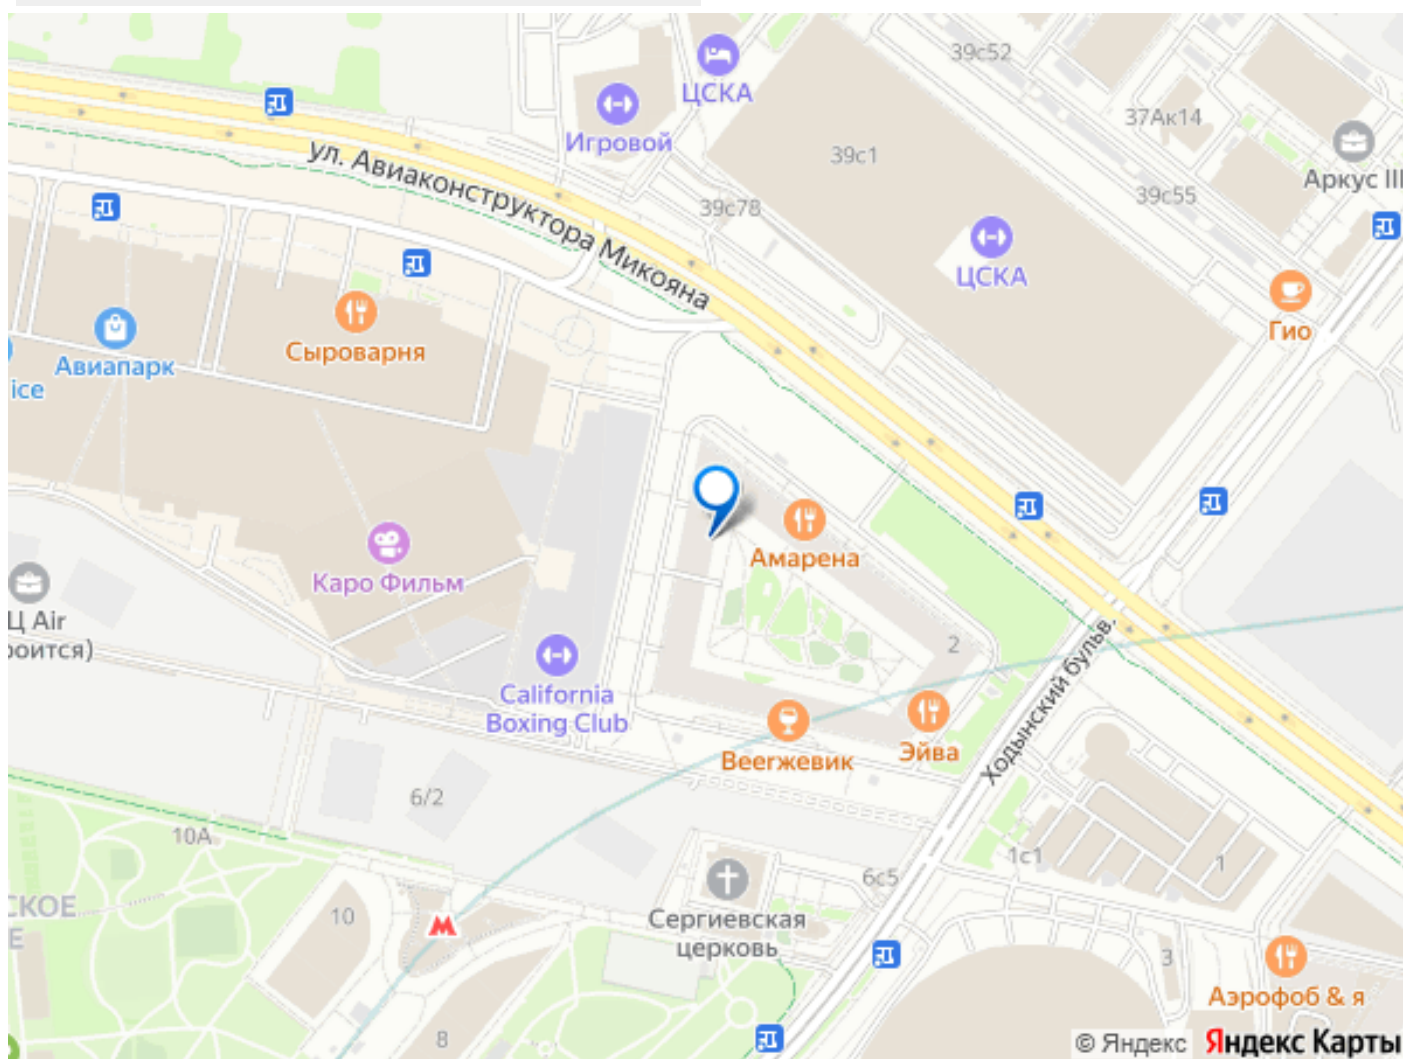 39с52
ЦСКА
37Ак14
Игровой
39с1
Аркус III
39с55
ул. Авиаконструктора Микояна
39с78
ЦСКА
Гио
Сыроварня
Авиапарк
ice
Амарена
Каро Фильм
Ц Air
роится)
2
Ходынский бульв.
California
Boxing Club
Beerжевик
Эйва
6/2
10А
1с1
1
6с5
СКОЕ
Е
10
Сергиевская
церковь
3
Аэрофоб & я
8
© Яндекс Яндекс Карты